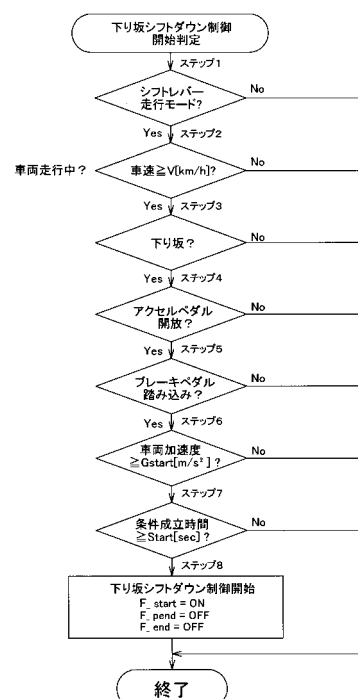 下り坂シフトダウン制御
開始判定
ステップ1
シフトレバー
走行モード?
No
Yes
ステップ2
車両走行中?
車速≧V[km/h]?
No
Yes
ステップ3
下り坂?
No
Yes
ステップ4
アクセルペダル
開放?
No
Yes
ステップ5
ブレーキペダル
踏み込み?
No
Yes
ステップ6
車両加速度
≧Gstart[m/s²]?
No
ステップ7
条件成立時間
≧Start[sec]?
No
ステップ8
下り坂シフトダウン制御開始
F_start = ON
F_pend = OFF
F_end = OFF
終了